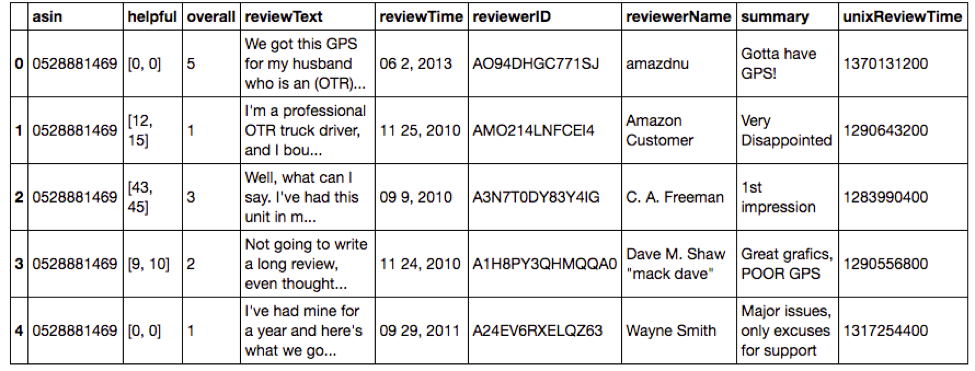 asin helpful overall reviewText reviewTime reviewerID reviewerName summary unixReviewTime
0 0528881469 [0, 0] 5 We got this GPS for my husband who is an (OTR)... 06 2, 2013 AO94DHGC771SJ amazdnu Gotta have GPS! 1370131200
1 0528881469 [12, 15] 1 I'm a professional OTR truck driver, and I bou... 11 25, 2010 AMO214LNFCEI4 Amazon Customer Very Disappointed 1290643200
2 0528881469 [43, 45] 3 Well, what can I say. I've had this unit in m... 09 9, 2010 A3N7T0DY83Y4IG C. A. Freeman 1st impression 1283990400
3 0528881469 [9, 10] 2 Not going to write a long review, even thought... 11 24, 2010 A1H8PY3QHMQQA0 Dave M. Shaw "mack dave" Great grafics, POOR GPS 1290556800
4 0528881469 [0, 0] 1 I've had mine for a year and here's what we go... 09 29, 2011 A24EV6RXELQZ63 Wayne Smith Major issues, only excuses for support 1317254400